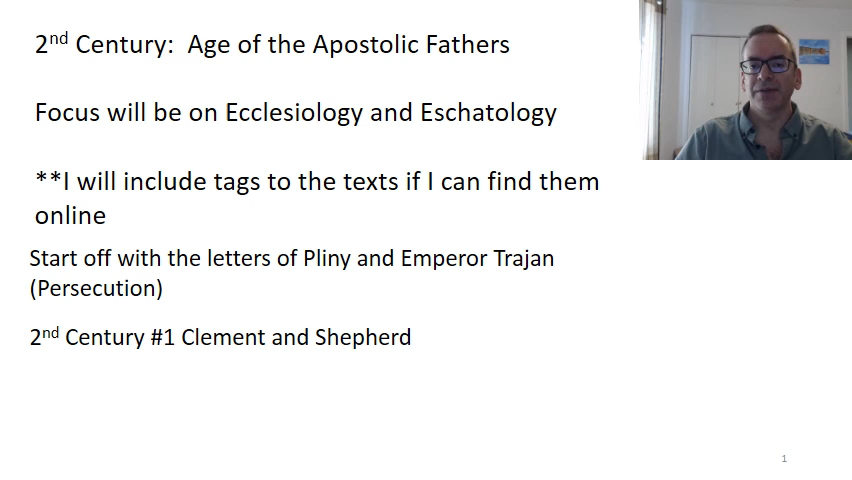 2nd Century:  Age of the Apostolic Fathers
Focus will be on Ecclesiology and Eschatology
**I will include tags to the texts if I can find them
online
Start off with the letters of Pliny and Emperor Trajan
(Persecution)
2nd Century #1 Clement and Shepherd
1